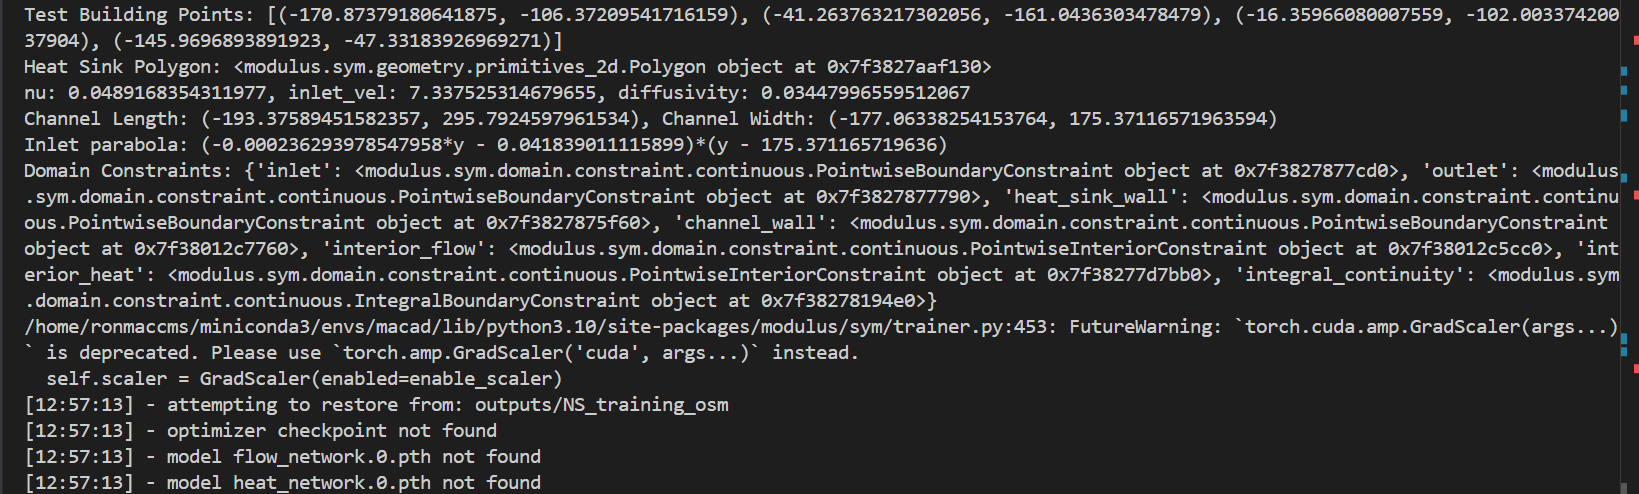 Test Building Points: [(-170.87379180641875, -106.37209541716159), (-41.263763217302056, -161.0436303478479), (-16.35966080007559, -102.003374200
37904), (-145.9696893891923, -47.33183926969271)]
Heat Sink Polygon: <modulus.sym.geometry.primitives_2d.Polygon object at 0x7f3827aaf130>
nu: 0.0489168354311977, inlet_vel: 7.337525314679655, diffusivity: 0.03447996559512067
Channel Length: (-193.37589451582357, 295.7924597961534), Channel Width: (-177.06338254153764, 175.37116571963594)
Inlet parabola: (-0.000236293978547958*y - 0.041839011115899)*(y - 175.371165719636)
Domain Constraints: {'inlet': <modulus.sym.domain.constraint.continuous.PointwiseBoundaryConstraint object at 0x7f3827877cd0>, 'outlet': <modulus
.sym.domain.constraint.continuous.PointwiseBoundaryConstraint object at 0x7f3827877790>, 'heat_sink_wall': <modulus.sym.domain.constraint.continu
ous.PointwiseBoundaryConstraint object at 0x7f3827875f60>, 'channel_wall': <modulus.sym.domain.constraint.continuous.PointwiseBoundaryConstraint
object at 0x7f38012c7760>, 'interior_flow': <modulus.sym.domain.constraint.continuous.PointwiseInteriorConstraint object at 0x7f38012c5cc0>, 'int
erior_heat': <modulus.sym.domain.constraint.continuous.PointwiseInteriorConstraint object at 0x7f38277d7bb0>, 'integral_continuity': <modulus.sym
.domain.constraint.continuous.IntegralBoundaryConstraint object at 0x7f38278194e0>}
/home/ronmaccms/miniconda3/envs/macad/lib/python3.10/site-packages/modulus/sym/trainer.py:453: FutureWarning: `torch.cuda.amp.GradScaler(args...)
` is deprecated. Please use `torch.amp.GradScaler('cuda', args...)` instead.
  self.scaler = GradScaler(enabled=enable_scaler)
[12:57:13] - attempting to restore from: outputs/NS_training_osm
[12:57:13] - optimizer checkpoint not found
[12:57:13] - model flow_network.0.pth not found
[12:57:13] - model heat_network.0.pth not found